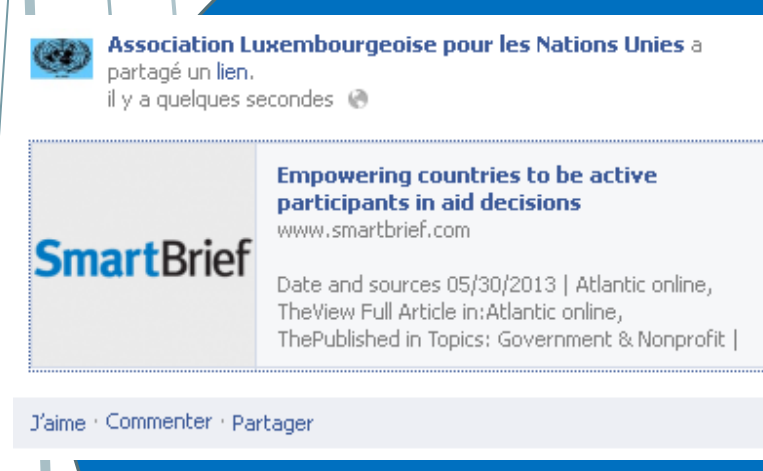 Association Luxembourgeoise pour les Nations Unies a
partagé un lien.
il y a quelques secondes
SmartBrief
Empowering countries to be active
participants in aid decisions
www.smartbrief.com
Date and sources 05/30/2013 | Atlantic online,
TheView Full Article in:Atlantic online,
ThePublished in Topics: Government & Nonprofit |
J'aime · Commenter · Partager